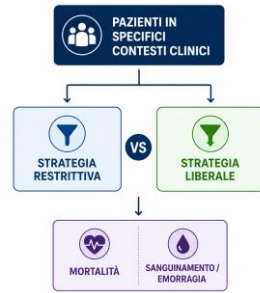 PAZIENTI IN
SPECIFICI
CONTESTI CLINICI
STRATEGIA
RESTRITTIVA
VS
STRATEGIA
LIBERALE
MORTALITÀ
SANGUINAMENTO /
EMORRAGIA